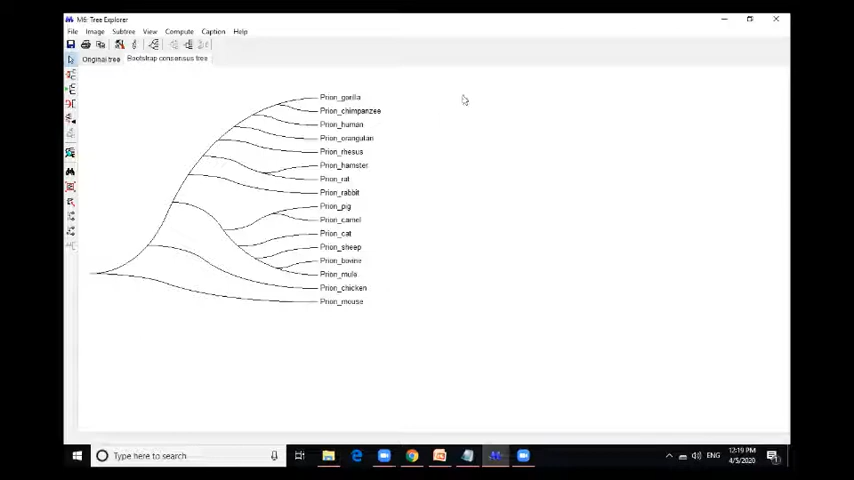 M6: Tree Explorer
File Image Subtree View Compute Caption Help
Original tree Bootstrap consensus tree
Prion_gorilla
Prion_chimpanzee
Prion_human
Prion_orangulan
Prion_rhesus
Prion_hamster
Prion_rat
Prion_rabbit
Prion_pig
Prion_camel
Prion_cat
Prion_sheep
Prion_bovine
Prion_mule
Prion_chicken
Prion_mouse
Type here to search
ENG
12:19 PM
4/5/2020